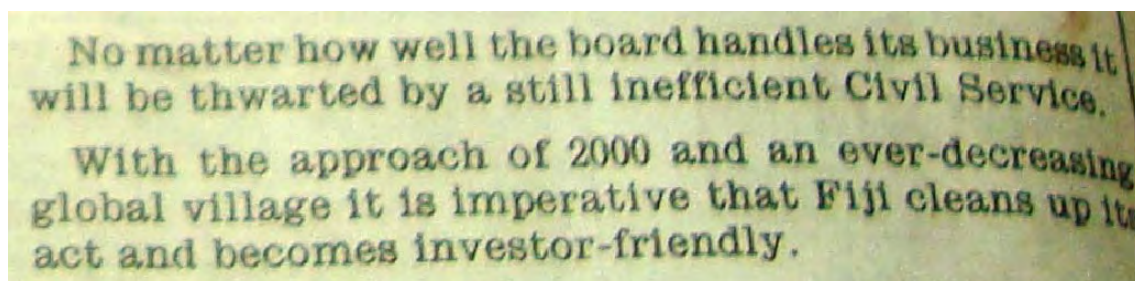 No matter how well the board handles its business it
will be thwarted by a still inefficient Civil Service.
With the approach of 2000 and an ever-decreasing
global village it is imperative that Fiji cleans up its
act and becomes investor-friendly.